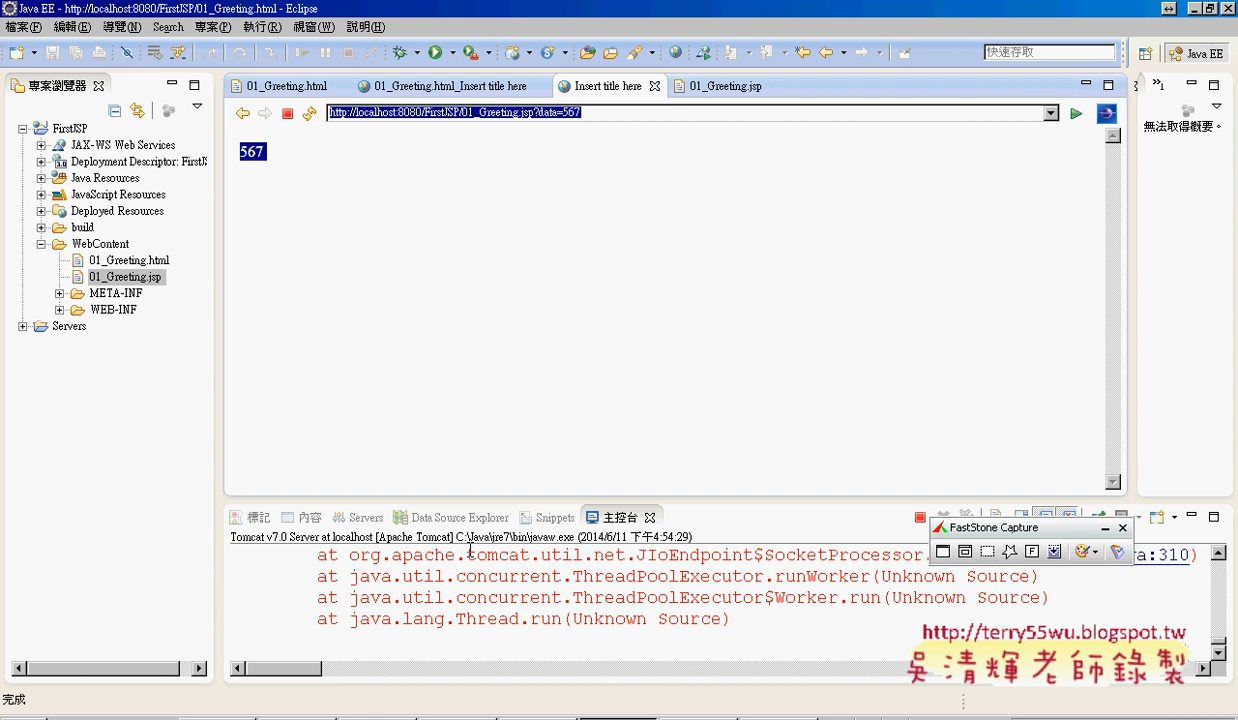 Java EE - http://localhost:8080/FirstJSP/01_Greeting.html - Eclipse
檔案(F) 編輯(E) 導覽(N) Search 專案(P) 執行(R) 視窗(W) 說明(H)
快速存取
Java EE
專案瀏覽器
01_Greeting.html
01_Greeting.html_Insert title here
Insert title here
01_Greeting.jsp
»1
http://localhost:8080/FirstJSP/01_Greeting.jsp?data=567
無法取得概要。
567
FirstJSP
JAX-WS Web Services
Deployment Descriptor: FirstJS
Java Resources
JavaScript Resources
Deployed Resources
build
WebContent
01_Greeting.html
01_Greeting.jsp
META-INF
WEB-INF
Servers
標記 內容 Servers Data Source Explorer Snippets 主控台
Tomcat v7.0 Server at localhost [Apache Tomcat] C:\Java\jre7\bin\javaw.exe (2014/6/11 下午4:54:29)
FastStone Capture
at org.apache.tomcat.util.net.JIoEndpoint$SocketProcessor. a:310)
at java.util.concurrent.ThreadPoolExecutor.runWorker(Unknown Source)
at java.util.concurrent.ThreadPoolExecutor$Worker.run(Unknown Source)
at java.lang.Thread.run(Unknown Source)
http://terry55wu.blogspot.tw
吳清輝老師錄製
完成